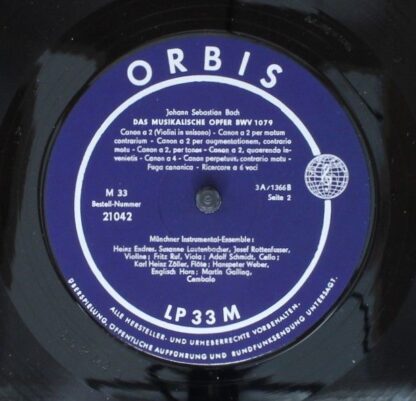 ORBIS
Johann Sebastian Bach
DAS MUSIKALISCHE OPFER BWV 1079
Canon a 2 (Violini in unisono) - Canon a 2 per motum
contrarium - Canon a 2 per augmentationem, contrario
motu - Canon a 2, per tonos - Canon a 2, quaerendo in-
venietis - Canon a 4 - Canon perpetuus, contrario motu -
Fuga canonica - Ricercare a 6 voci
M 33
Bestell-Nummer
21042
3A/1366B
Seite 2
Münchner Instrumental-Ensemble:
Heinz Endres, Susanne Lautenbacher, Josef Rottenfusser,
Violine; Fritz Ruf, Viola; Adolf Schmidt, Cello;
Karl Heinz Zöller, Flöte; Hanspeter Weber,
Englisch Horn; Martin Galling,
Cembalo
LP 33 M
ALLE HERSTELLER- UND URHEBERRECHTE VORBEHALTEN.
ÜBERSPIELUNG, ÖFFENTLICHE AUFFÜHRUNG UND RUNDFUNKSENDUNG UNTERSAGT.